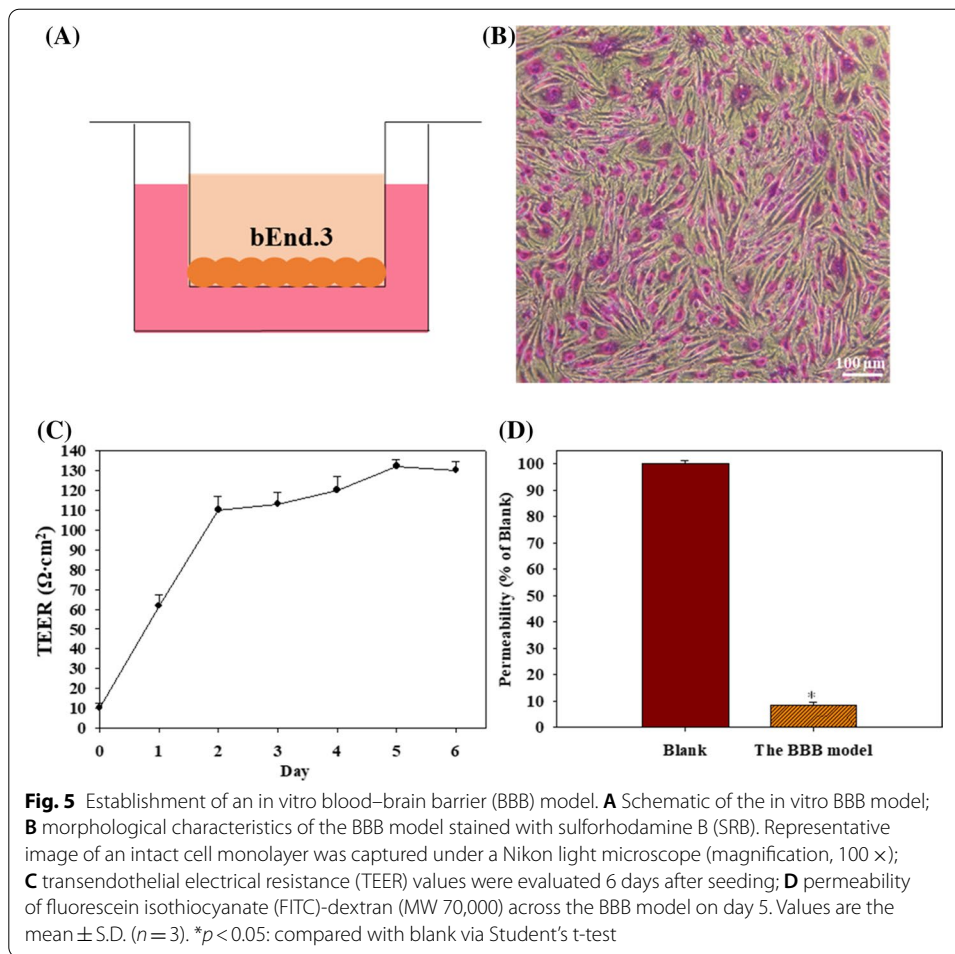 (A)
(B)
bEnd.3
100 µm
(C)
TEER (Ω·cm²)
140
130
120
110
100
90
80
70
60
50
40
30
20
10
0
0 1 2 3 4 5 6
Day
(D)
Permeability (% of Blank)
100
90
80
70
60
50
40
30
20
10
0
*
Blank The BBB model
Fig. 5 Establishment of an in vitro blood–brain barrier (BBB) model. A Schematic of the in vitro BBB model;
B morphological characteristics of the BBB model stained with sulforhodamine B (SRB). Representative
image of an intact cell monolayer was captured under a Nikon light microscope (magnification, 100 ×);
C transendothelial electrical resistance (TEER) values were evaluated 6 days after seeding; D permeability
of fluorescein isothiocyanate (FITC)-dextran (MW 70,000) across the BBB model on day 5. Values are the
mean ± S.D. (n = 3). *p < 0.05: compared with blank via Student's t-test